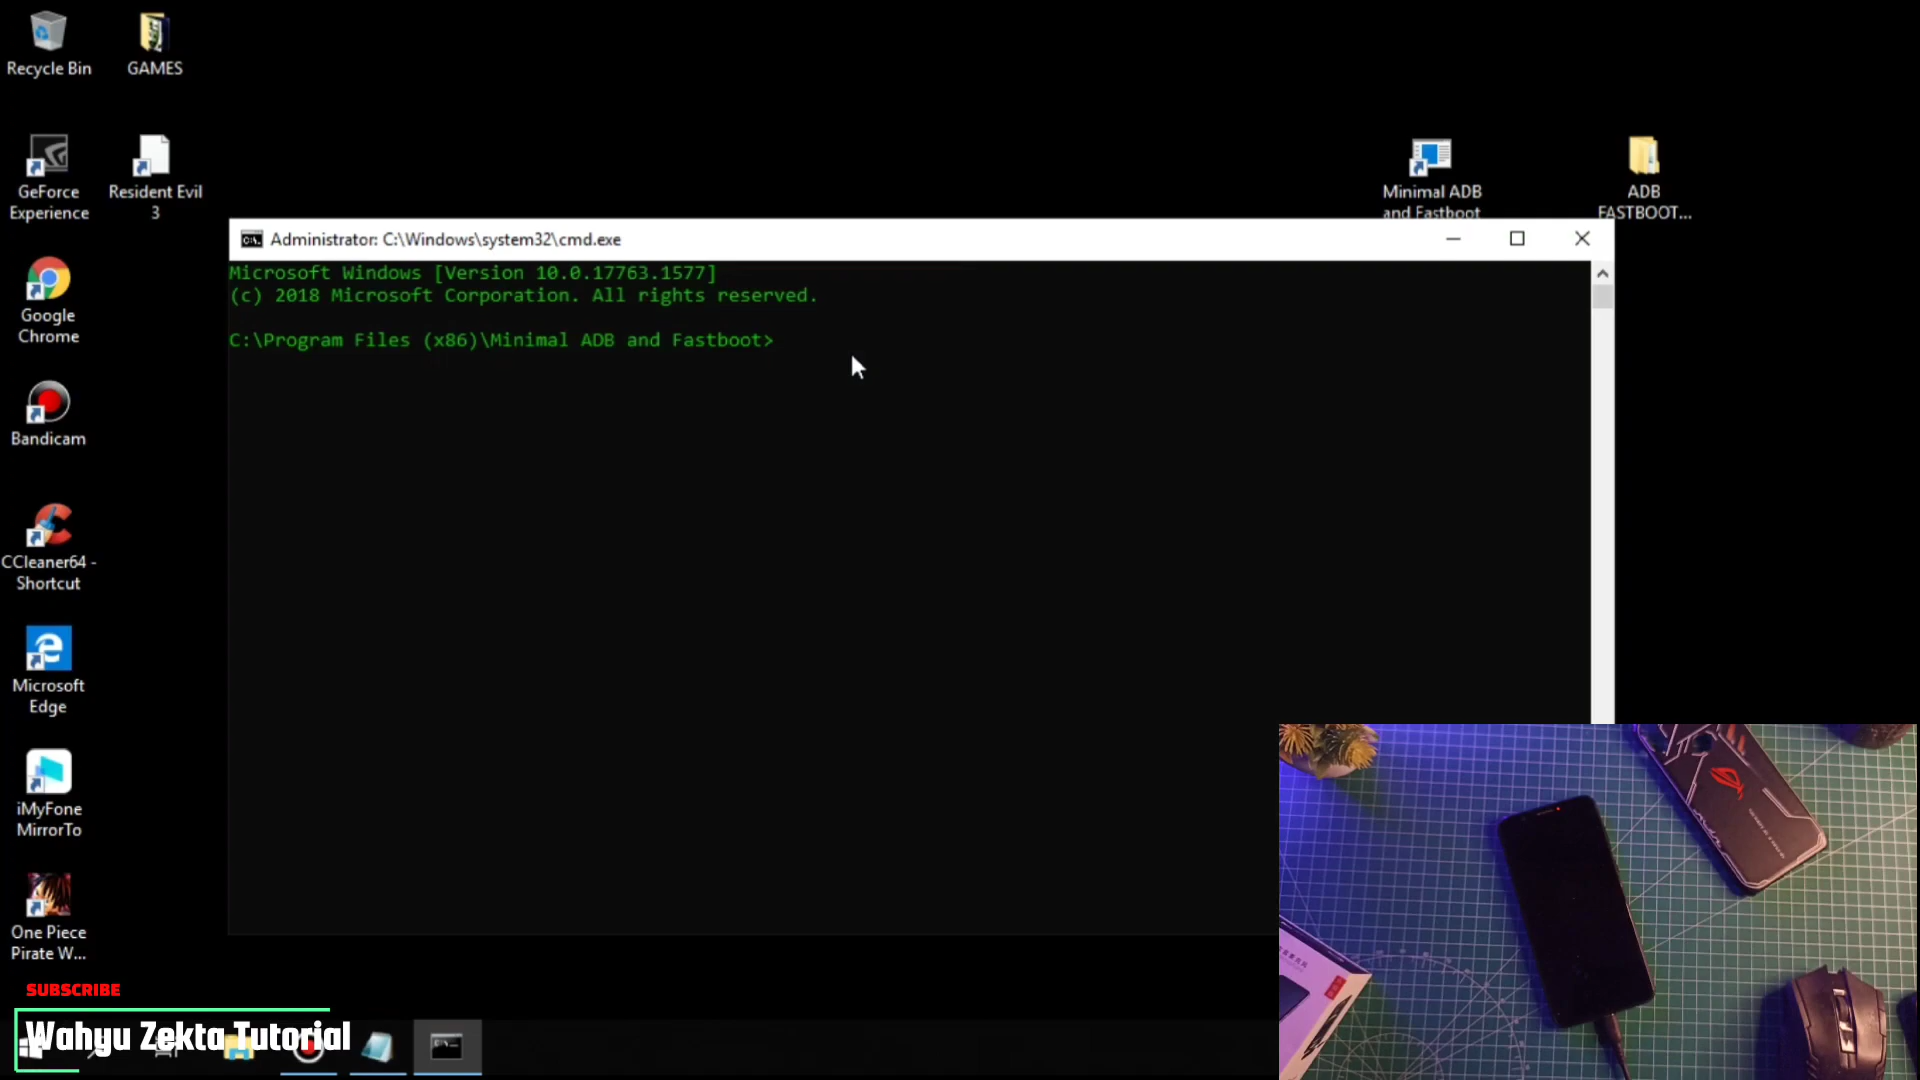 Recycle Bin
GAMES
GeForce
Experience
Resident Evil
3
Minimal ADB
and Fastboot
ADB
FASTBOOT...
Google
Chrome
Bandicam
CCleaner64 -
Shortcut
Microsoft
Edge
iMyFone
MirrorTo
One Piece
Pirate W...
Administrator: C:\Windows\system32\cmd.exe
Microsoft Windows [Version 10.0.17763.1577]
(c) 2018 Microsoft Corporation. All rights reserved.
C:\Program Files (x86)\Minimal ADB and Fastboot>
SUBSCRIBE
Wahyu Zekta Tutorial